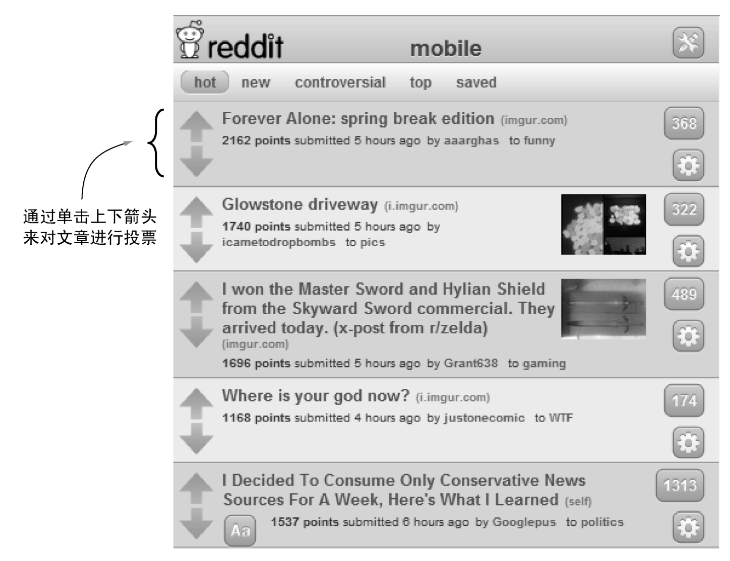 reddit
mobile
hot new controversial top saved
Forever Alone: spring break edition (imgur.com)
368
2162 points submitted 5 hours ago by aaarghas to funny
通过单击上下箭头
来对文章进行投票
Glowstone driveway (i.imgur.com)
322
1740 points submitted 5 hours ago by
icametodropbombs to pics
I won the Master Sword and Hylian Shield
489
from the Skyward Sword commercial. They
arrived today. (x-post from r/zelda)
(imgur.com)
1696 points submitted 5 hours ago by Grant638 to gaming
Where is your god now? (i.imgur.com)
174
1168 points submitted 4 hours ago by justonecomic to WTF
I Decided To Consume Only Conservative News
1313
Sources For A Week, Here's What I Learned (self)
Aa 1537 points submitted 6 hours ago by Googlepus to politics